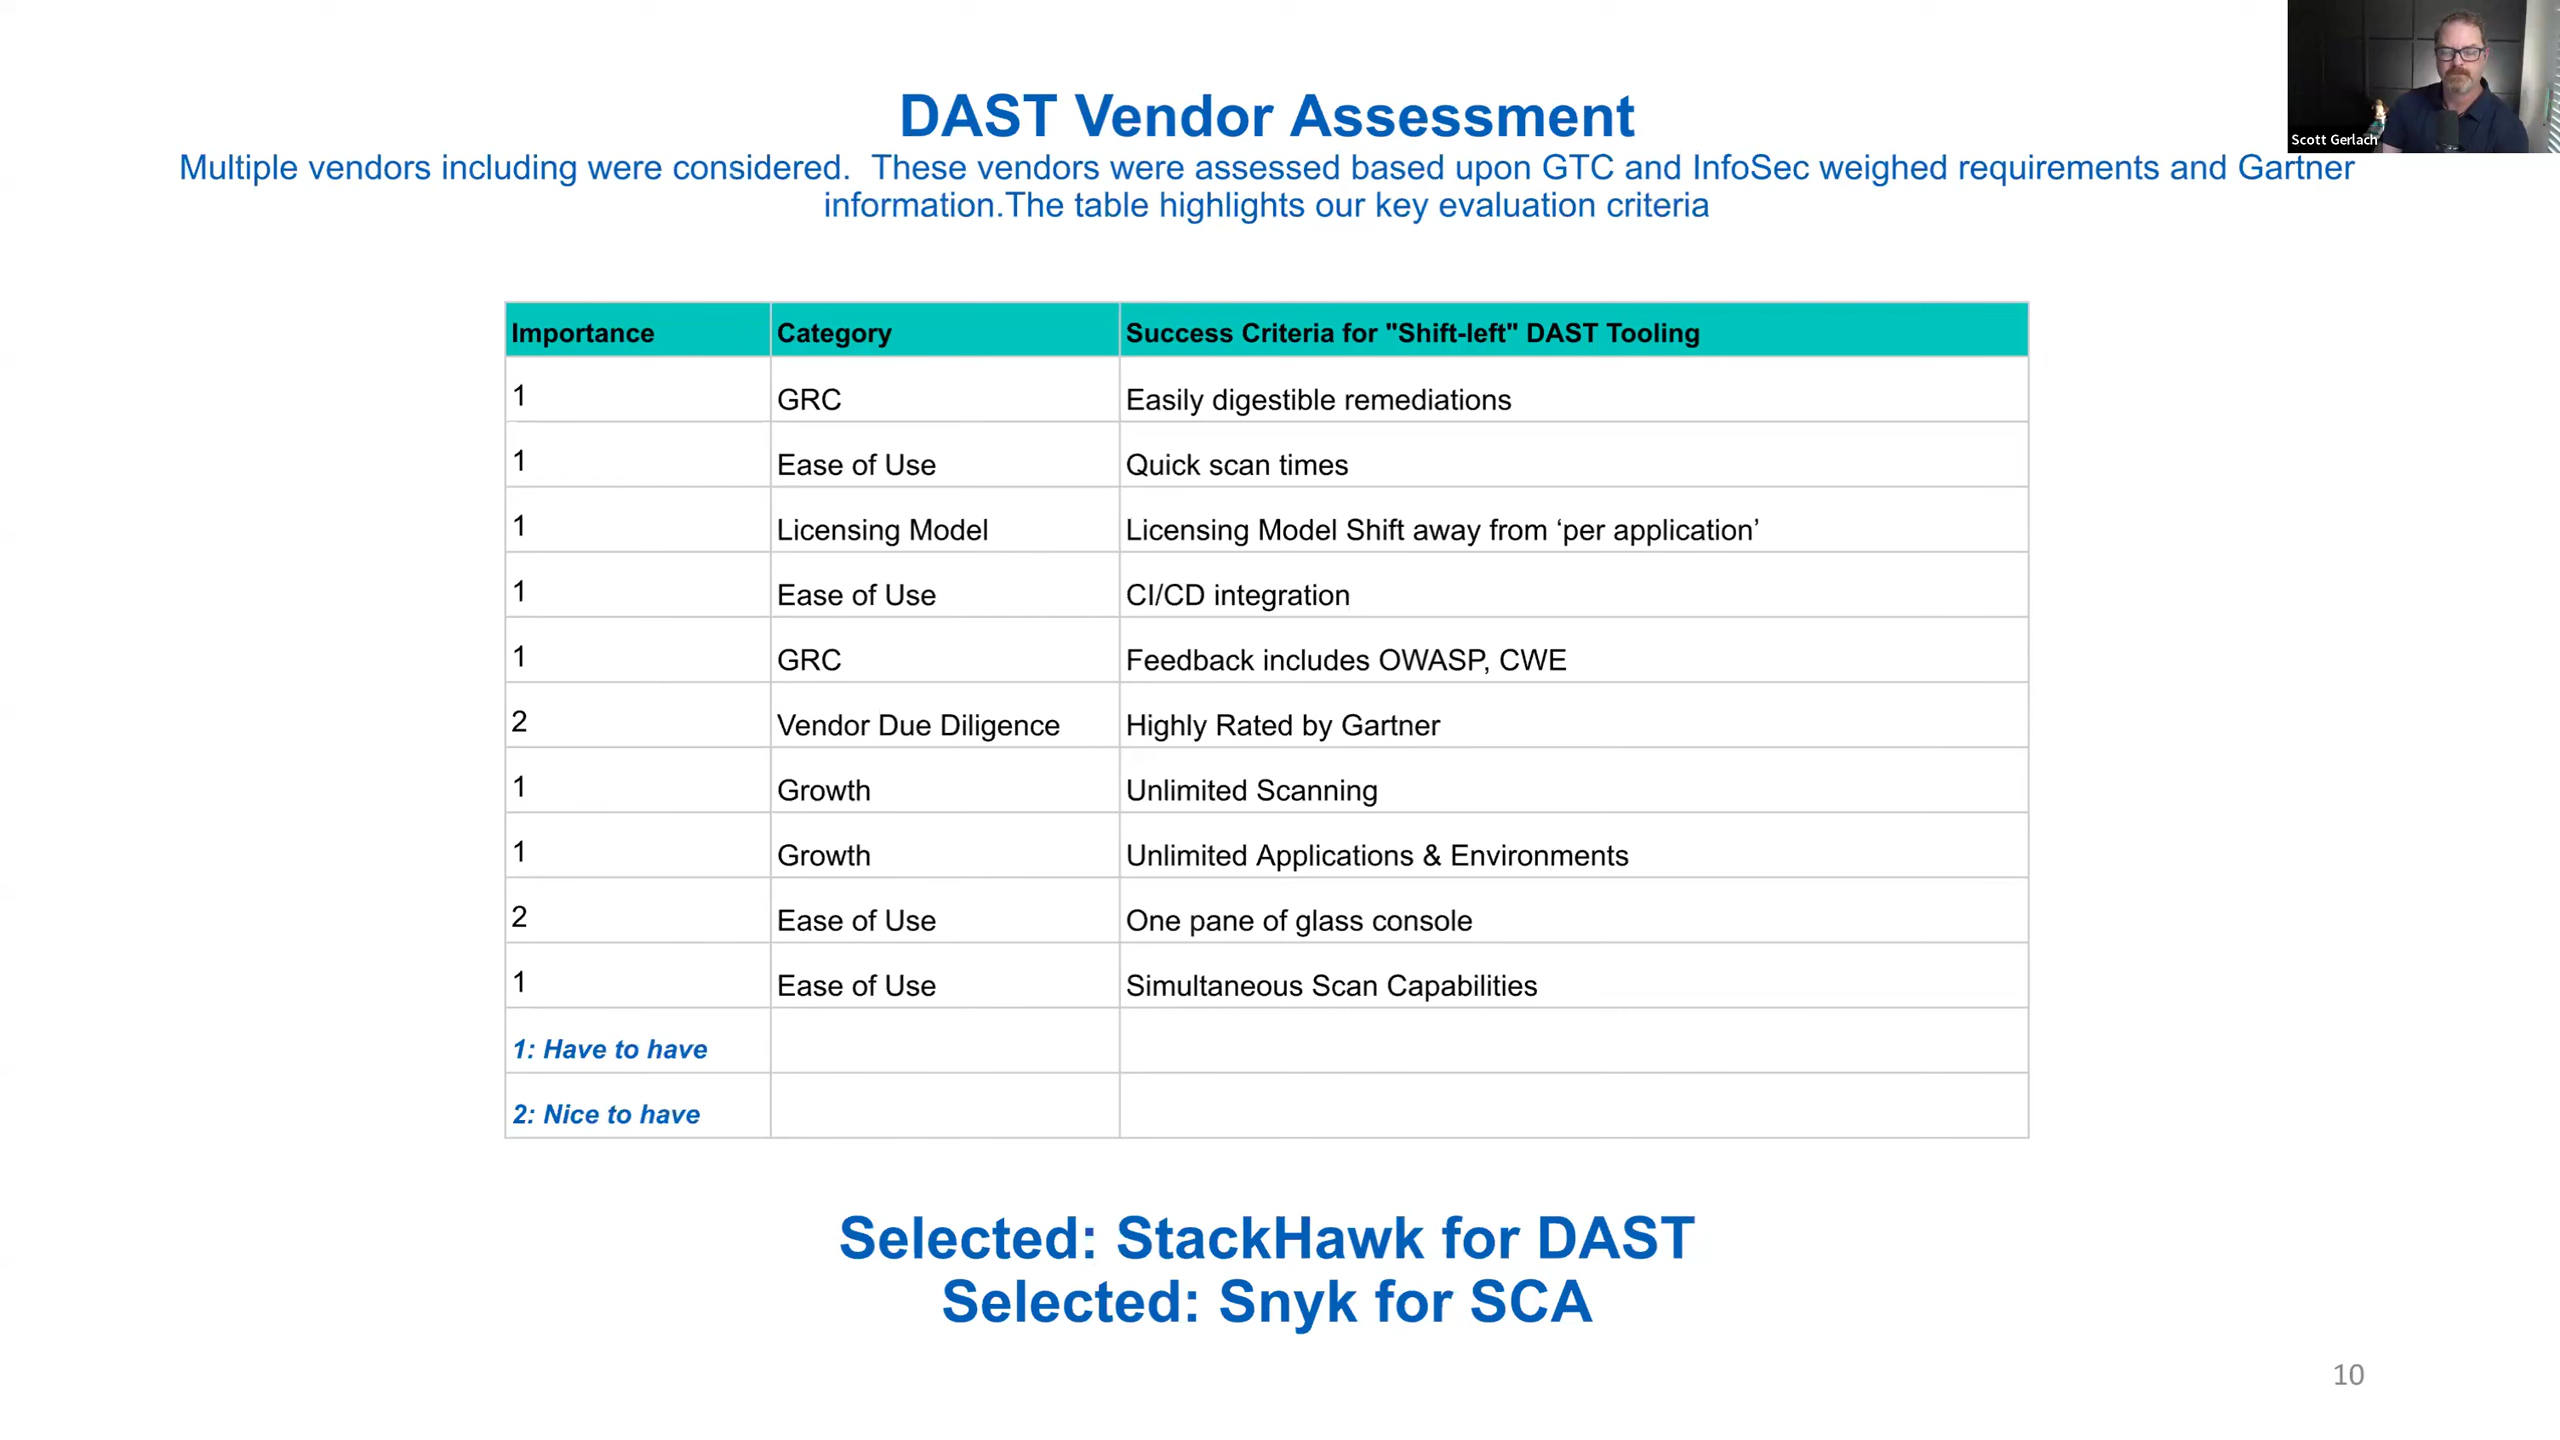 DAST Vendor Assessment
Multiple vendors including were considered.  These vendors were assessed based upon GTC and InfoSec weighed requirements and Gartner
information.The table highlights our key evaluation criteria
Scott Gerlach
Importance Category Success Criteria for "Shift-left" DAST Tooling
1 GRC Easily digestible remediations
1 Ease of Use Quick scan times
1 Licensing Model Licensing Model Shift away from ‘per application’
1 Ease of Use CI/CD integration
1 GRC Feedback includes OWASP, CWE
2 Vendor Due Diligence Highly Rated by Gartner
1 Growth Unlimited Scanning
1 Growth Unlimited Applications & Environments
2 Ease of Use One pane of glass console
1 Ease of Use Simultaneous Scan Capabilities
1: Have to have
2: Nice to have
Selected: StackHawk for DAST
Selected: Snyk for SCA
10